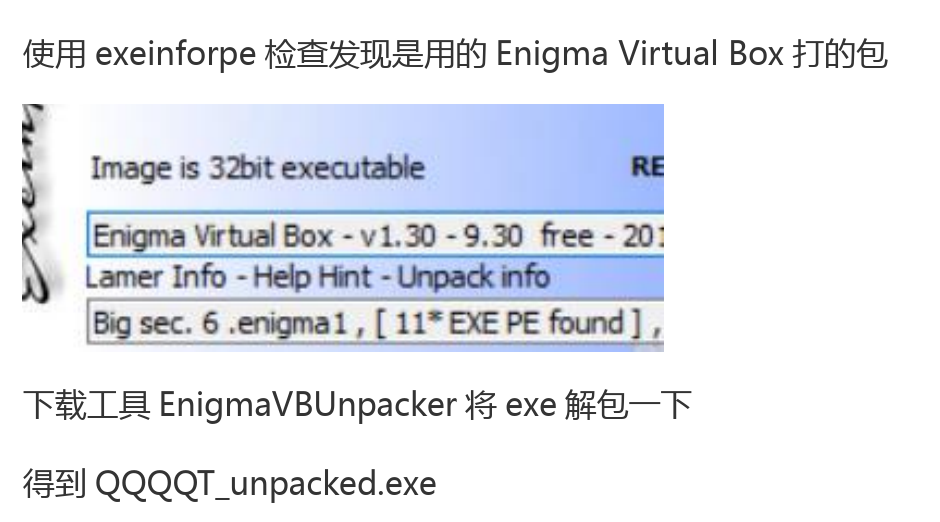 使用 exeinforpe 检查发现是用的 Enigma Virtual Box 打的包
Image is 32bit executable
Enigma Virtual Box - v1.30 - 9.30 free - 201
Lamer Info - Help Hint - Unpack info
Big sec. 6 .enigma1 , [ 11* EXE PE found ] ,
下载工具 EnigmaVBUnpacker 将 exe 解包一下
得到 QQQQT_unpacked.exe